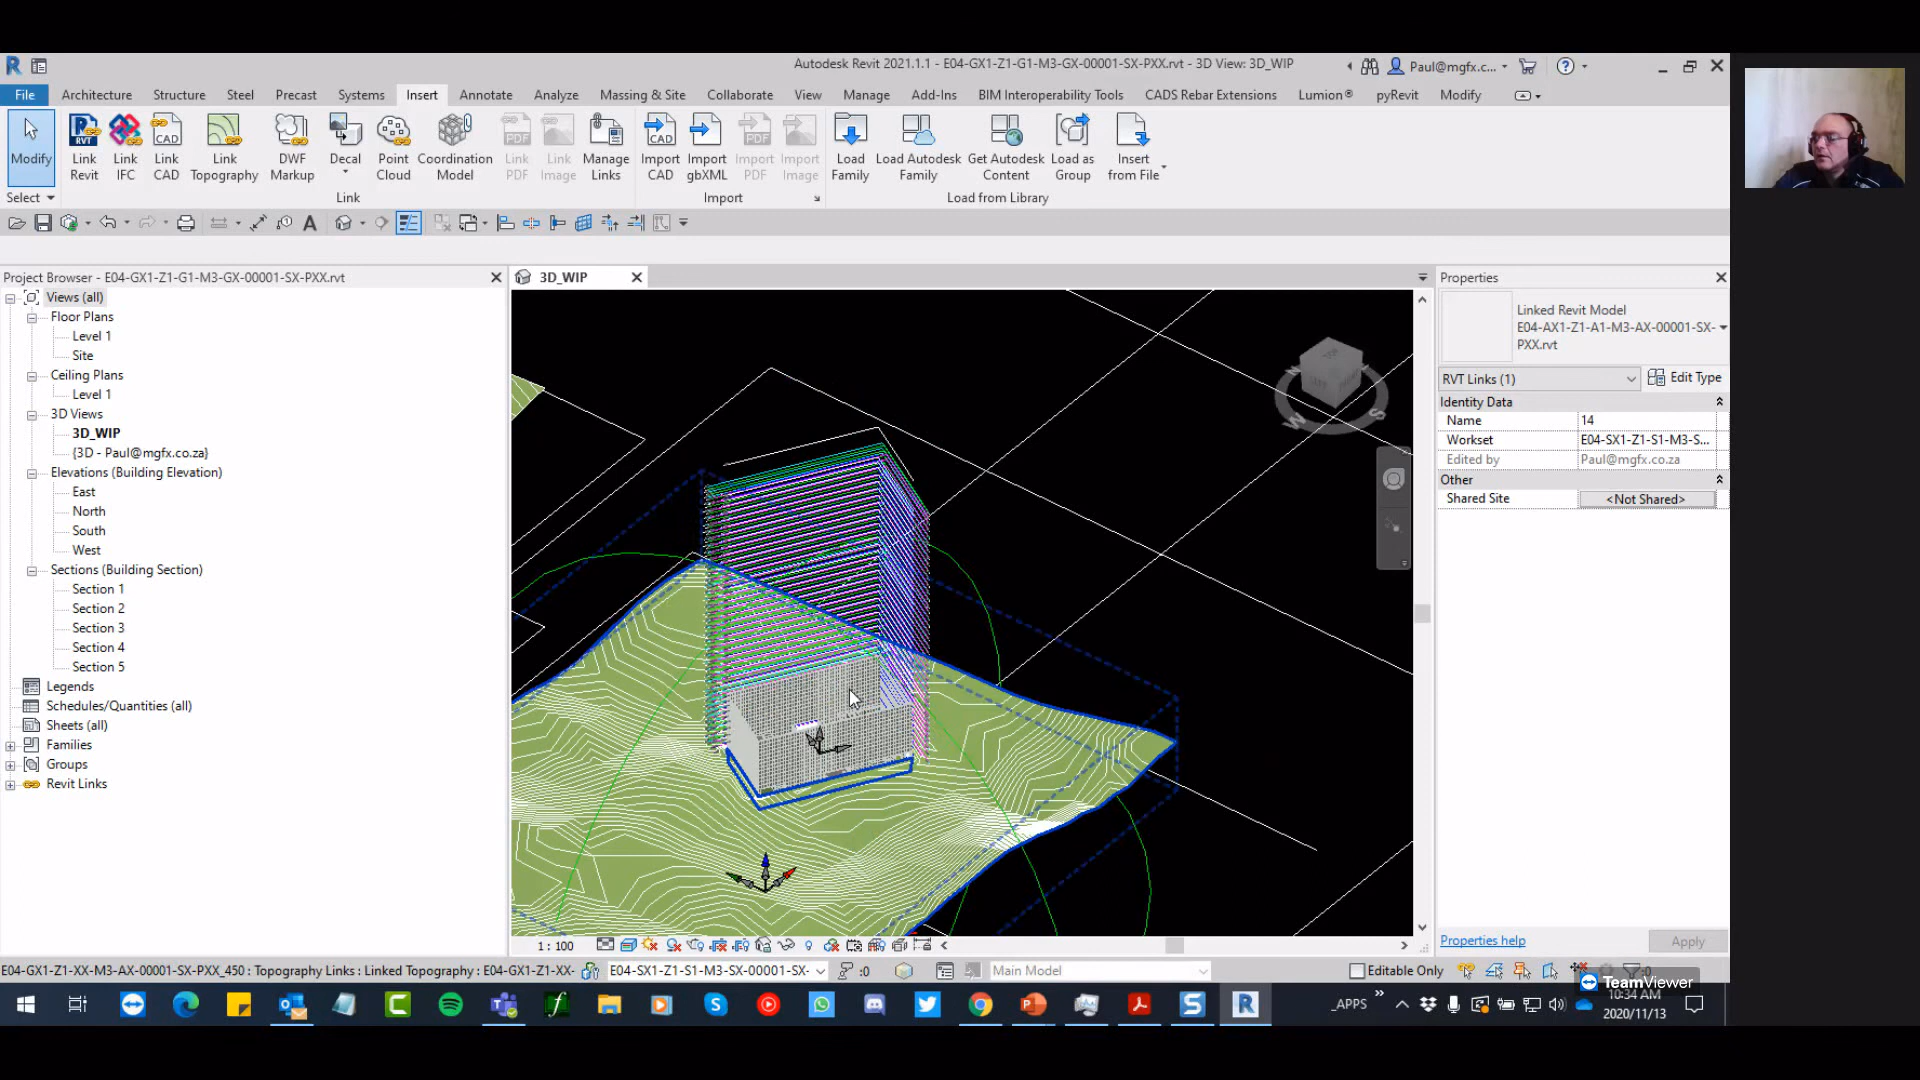 Autodesk Revit 2021.1.1 - E04-GX1-Z1-G1-M3-GX-00001-SX-PXX.rvt - 3D View: 3D_WIP
Paul@mgfx.c...
File Architecture Structure Steel Precast Systems Insert Annotate Analyze Massing & Site Collaborate View Manage Add-Ins BIM Interoperability Tools CADS Rebar Extensions Lumion® pyRevit Modify
Modify
Link Revit
Link IFC
Link CAD
Link Topography
DWF Markup
Decal
Point Cloud
Coordination Model
Link PDF
Link Image
Manage Links
Import CAD
Import gbXML
Import PDF
Import Image
Load Family
Load Autodesk Family
Get Autodesk Content
Load as Group
Insert from File
Select
Link
Import
Load from Library
Project Browser - E04-GX1-Z1-G1-M3-GX-00001-SX-PXX.rvt
Views (all)
Floor Plans
Level 1
Site
Ceiling Plans
Level 1
3D Views
3D_WIP
{3D - Paul@mgfx.co.za}
Elevations (Building Elevation)
East
North
South
West
Sections (Building Section)
Section 1
Section 2
Section 3
Section 4
Section 5
Legends
Schedules/Quantities (all)
Sheets (all)
Families
Groups
Revit Links
3D_WIP
TOP
W
S
1 : 100
Properties
Linked Revit Model
E04-AX1-Z1-A1-M3-AX-00001-SX-
PXX.rvt
RVT Links (1)
Edit Type
Identity Data
Name 14
Workset E04-SX1-Z1-S1-M3-S...
Edited by Paul@mgfx.co.za
Other
Shared Site <Not Shared>
Properties help
Apply
E04-GX1-Z1-XX-M3-AX-00001-SX-PXX_450 : Topography Links : Linked Topography : E04-GX1-Z1-XX-
E04-SX1-Z1-S1-M3-SX-00001-SX-
:0
Main Model
Editable Only
TeamViewer
_APPS
10:34 AM
2020/11/13